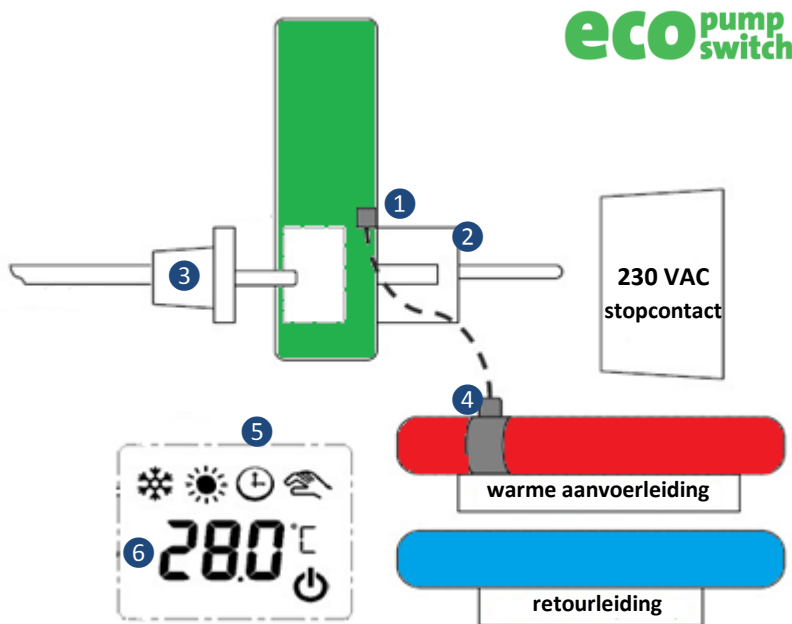 eco pump
switch
1
2
3
230 VAC
stopcontact
4
5
warme aanvoerleiding
6
28.0 °C
retourleiding